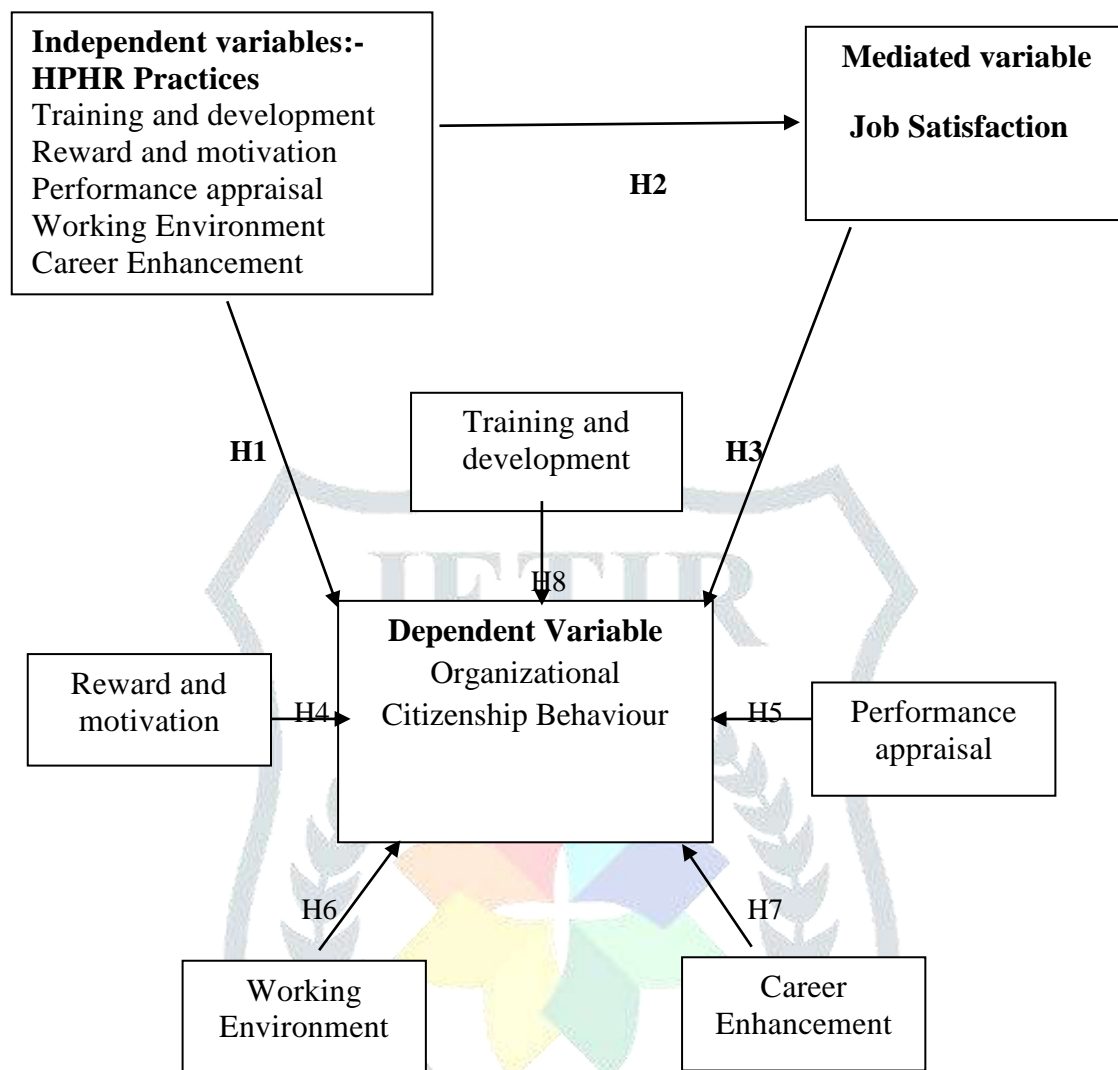 Independent variables:-
HPHR Practices
Training and development
Reward and motivation
Performance appraisal
Working Environment
Career Enhancement
Mediated variable
Job Satisfaction
H2
H1
Training and
development
H3
JETIR
H8
Dependent Variable
Organizational
Citizenship Behaviour
Reward and
motivation
H4
H5
Performance
appraisal
H6
H7
Working
Environment
Career
Enhancement